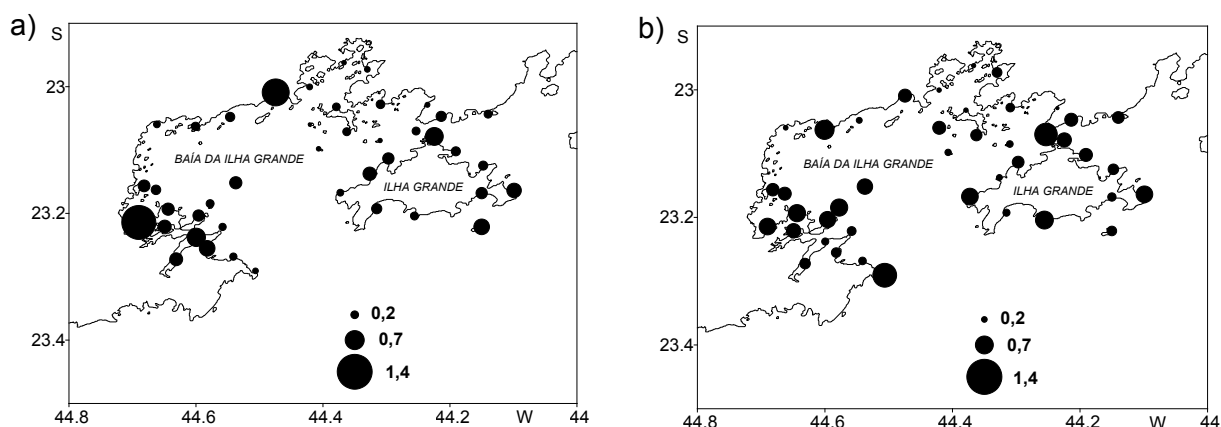 a)
S
23
BAÍA DA ILHA GRANDE
ILHA GRANDE
23.2
0,2
0,7
23.4
1,4
44.8 44.6 44.4 44.2 W 44
b)
S
23
BAÍA DA ILHA GRANDE
ILHA GRANDE
23.2
0,2
0,7
23.4
1,4
44.8 44.6 44.4 44.2 W 44